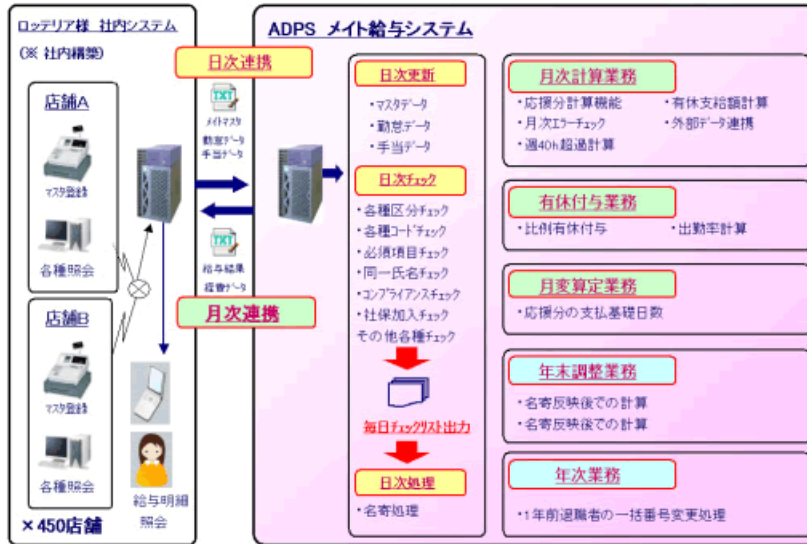 ロッテリア様 社内システム
(※ 社内構築)
店舗A
マスタ登録
各種照会
店舗B
マスタ登録
各種照会
×450店舗
給与明細
照会
日次連携
TXT
メイトマスタ
勤怠データ
手当データ
TXT
給与結果
経費データ
月次連携
ADPS メイト給与システム
日次更新
・マスタデータ
・勤怠データ
・手当データ
日次チェック
・各種区分チェック
・各種コードチェック
・必須項目チェック
・同一氏名チェック
・コンプライアンスチェック
・社保加入チェック
その他各種チェック
毎日チェックリスト出力
日次処理
・名寄処理
月次計算業務
・応援分計算機能 ・有休支給額計算
・月次エラーチェック ・外部データ連携
・週40h超過計算
有休付与業務
・比例有休付与 ・出勤率計算
月変算定業務
・応援分の支払基礎日数
年末調整業務
・名寄反映後での計算
・名寄反映後での計算
年次業務
・1年前退職者の一括番号変更処理